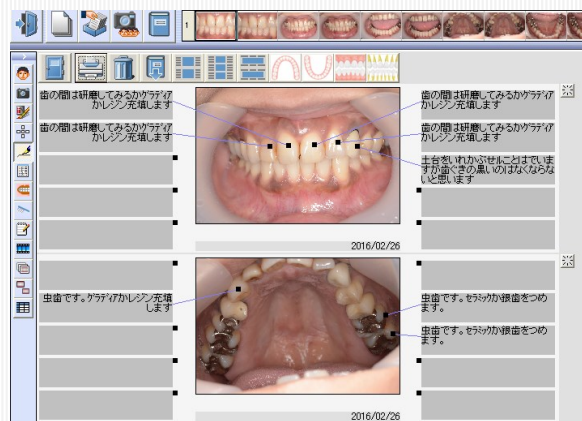 1
歯の間は研磨してみるかグラディア
かレジン充填します
歯の間は研磨してみるかグラディア
かレジン充填します
歯の間は研磨してみるかグラディア
かレジン充填します
歯の間は研磨してみるかグラディア
かレジン充填します
土台をいれかぶせルことはでいま
すが歯ぐきの黒いのはなくならな
いと思います
2016/02/26
虫歯です。グラディアかレジン充填
します
虫歯です。セラミックか銀歯をつめ
ます。
虫歯です。セラミックか銀歯をつめ
ます。
2016/02/26